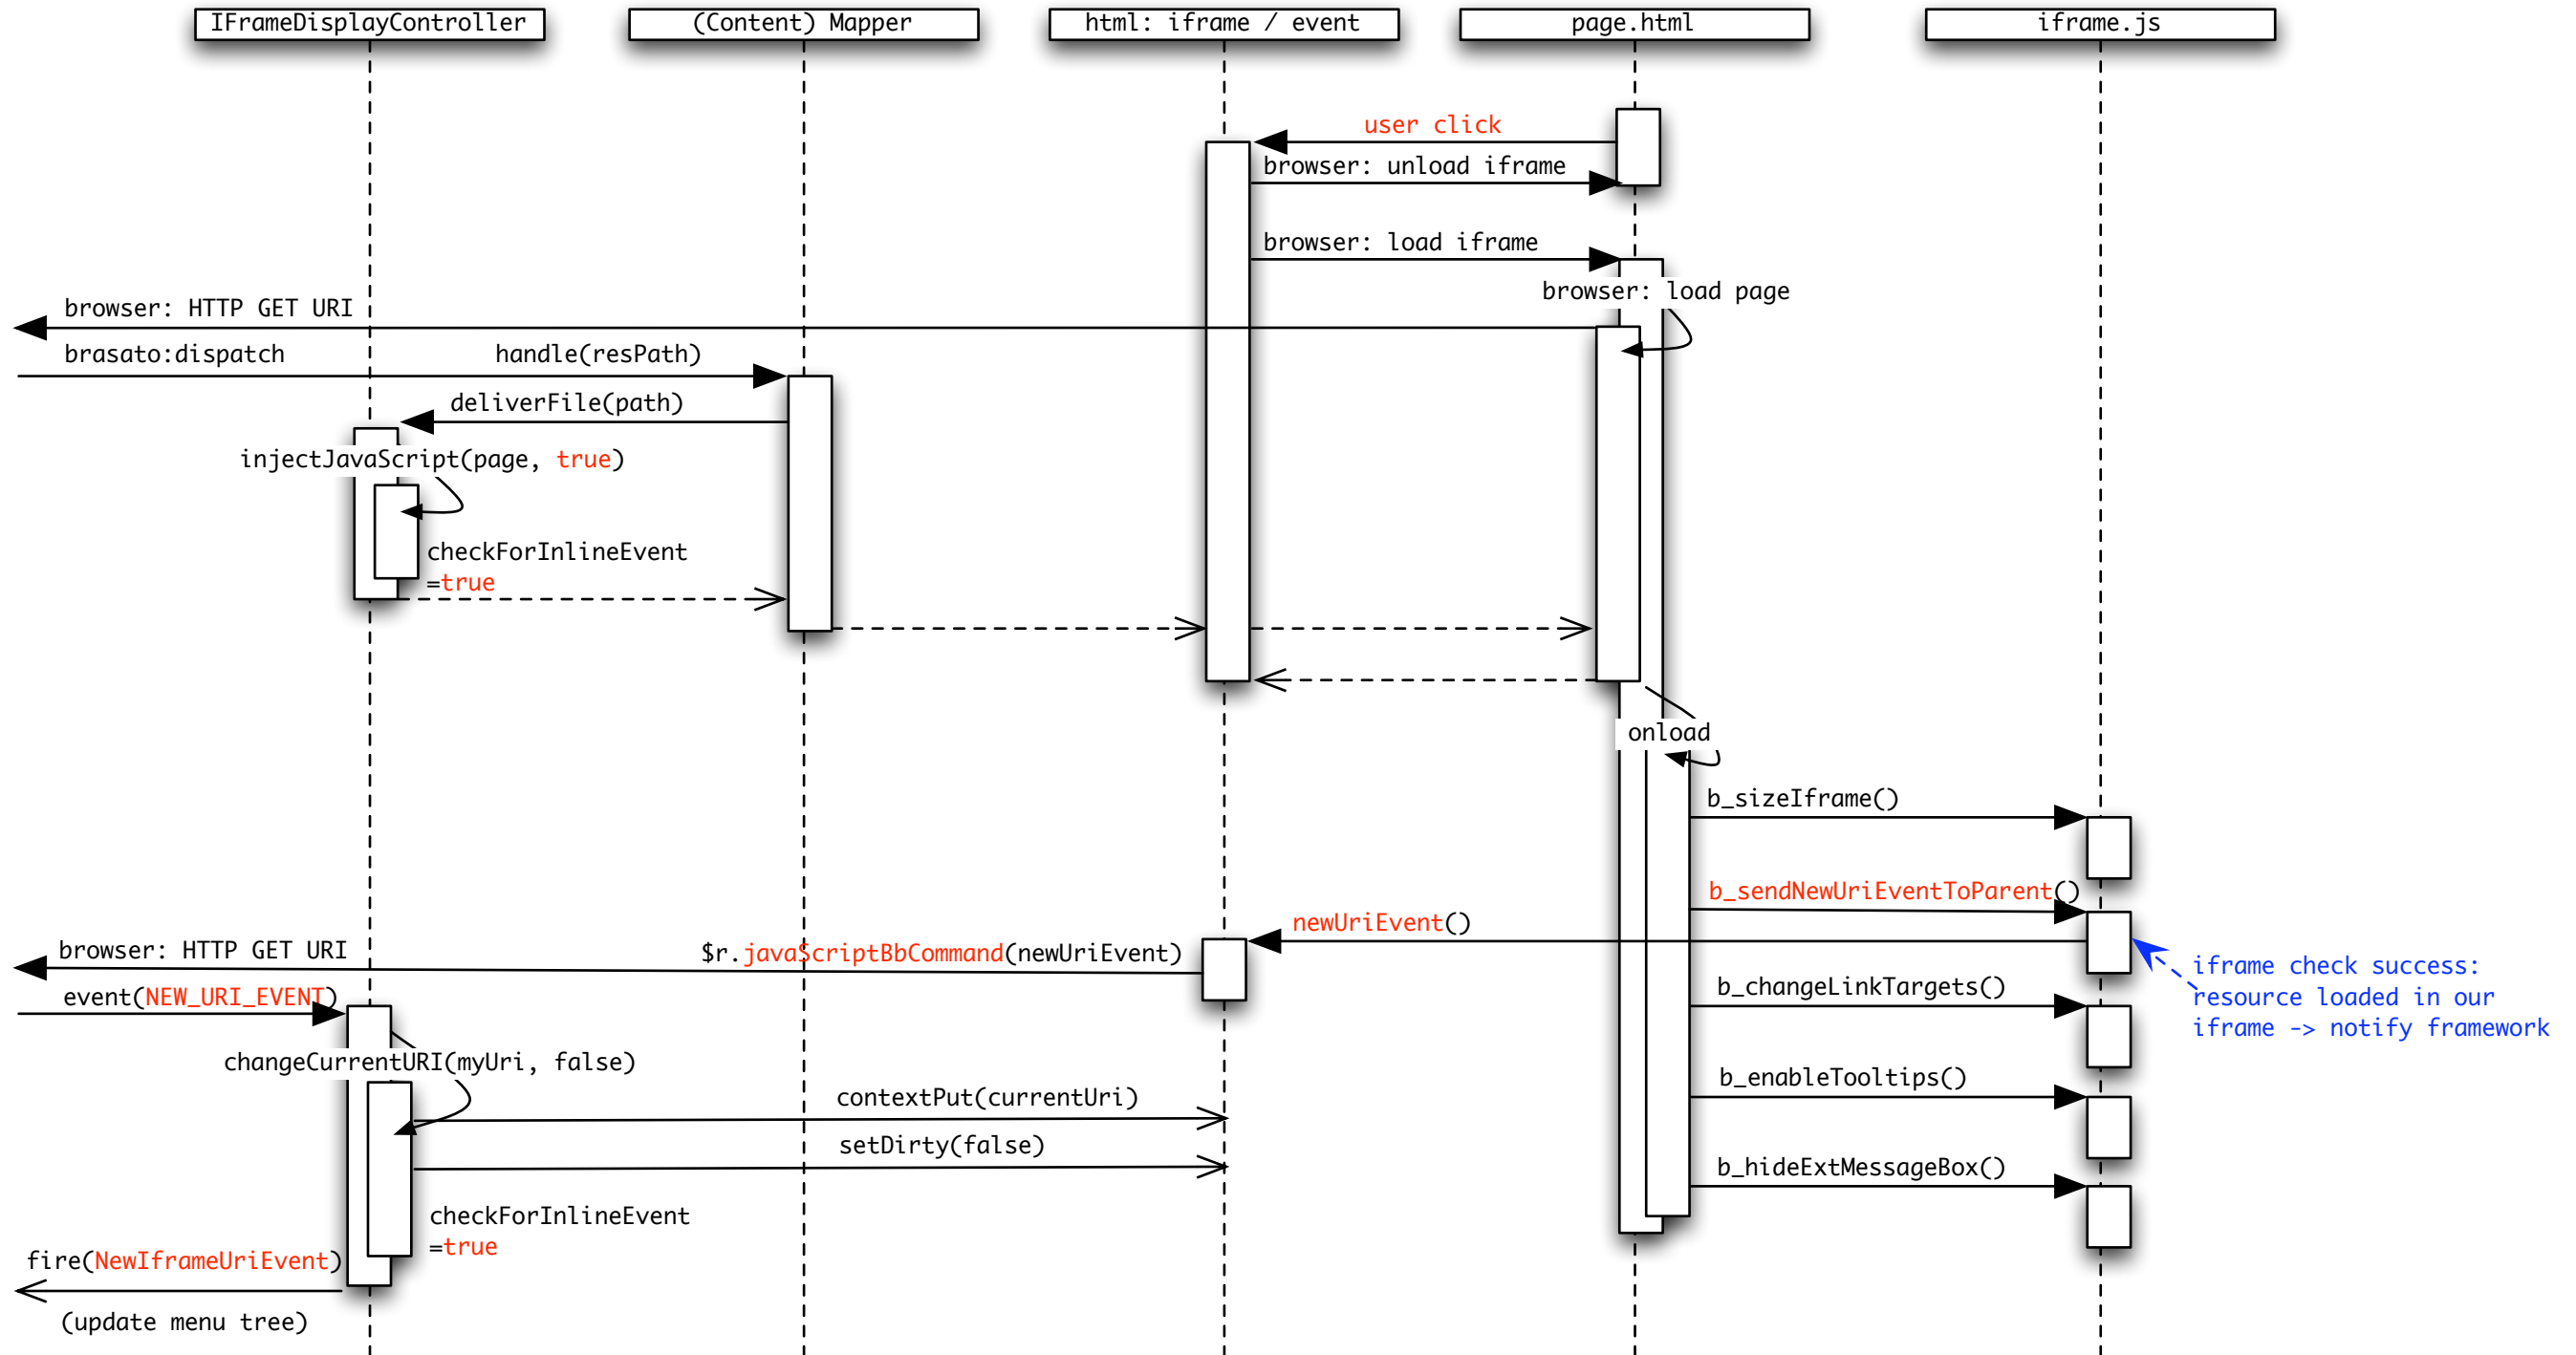 IFrameDisplayController
(Content) Mapper
html: iframe / event
page.html
iframe.js
user click
browser: unload iframe
browser: load iframe
browser: load page
browser: HTTP GET URI
brasato:dispatch
handle(resPath)
deliverFile(path)
injectJavaScript(page, true)
checkForInlineEvent
=true
onload
b_sizeIframe()
b_sendNewUriEventToParent()
newUriEvent()
$r.javaScriptBbCommand(newUriEvent)
browser: HTTP GET URI
iframe check success:
resource loaded in our
iframe -> notify framework
event(NEW_URI_EVENT)
b_changeLinkTargets()
changeCurrentURI(myUri, false)
b_enableTooltips()
contextPut(currentUri)
setDirty(false)
b_hideExtMessageBox()
checkForInlineEvent
=true
fire(NewIframeUriEvent)
(update menu tree)